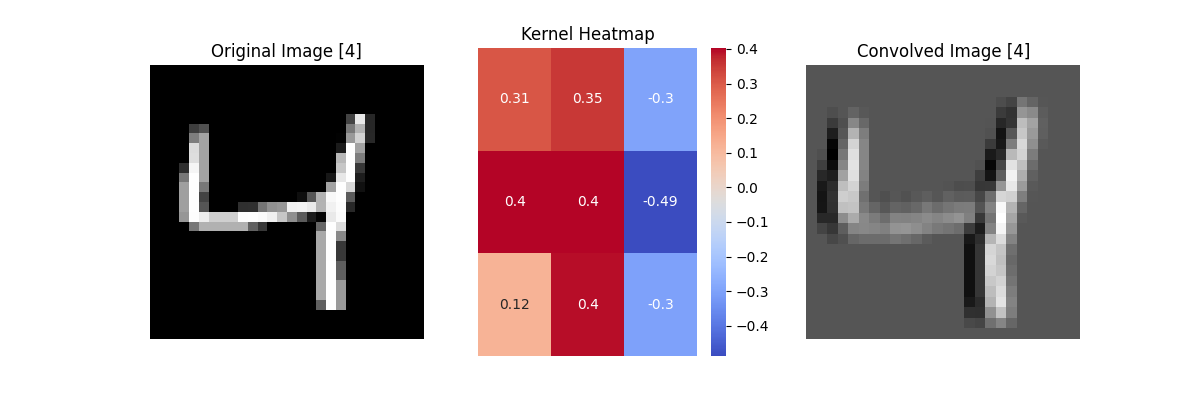 Original Image [4]
Kernel Heatmap
Convolved Image [4]
0.31 0.35 -0.3
0.4 0.4 -0.49
0.12 0.4 -0.3
0.4
0.3
0.2
0.1
0.0
−0.1
−0.2
−0.3
−0.4
4
4